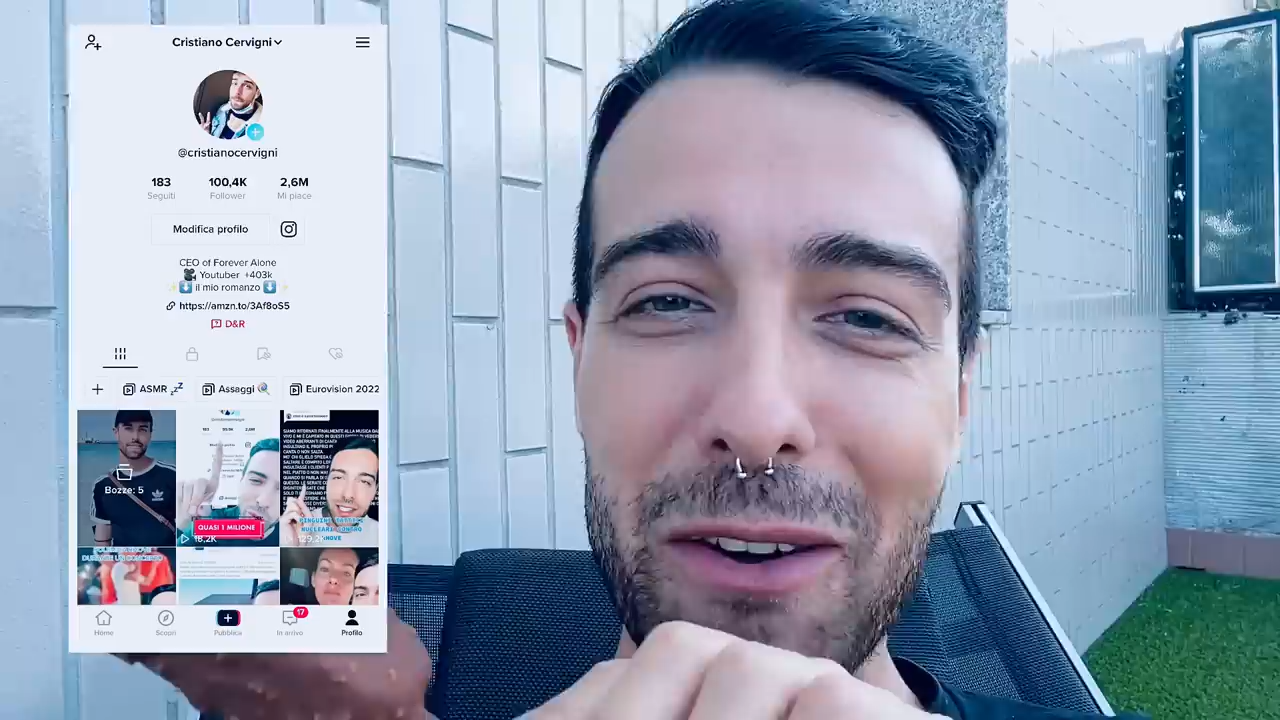 Cristiano Cervigni
@cristianocervigni
183 100,4K 2,6M
Seguiti Follower Mi piace
Modifica profilo
CEO of Forever Alone
🎥 Youtuber +403k
✨⬇️ il mio romanzo ⬇️✨
https://amzn.to/3Af8oS5
D&R
ASMR 💤 Assaggi 🍭 Eurovision 2022
Bozze: 5
QUASI 1 MILIONE
18,2K
Home Scopri Pubblica In arrivo Profilo
17